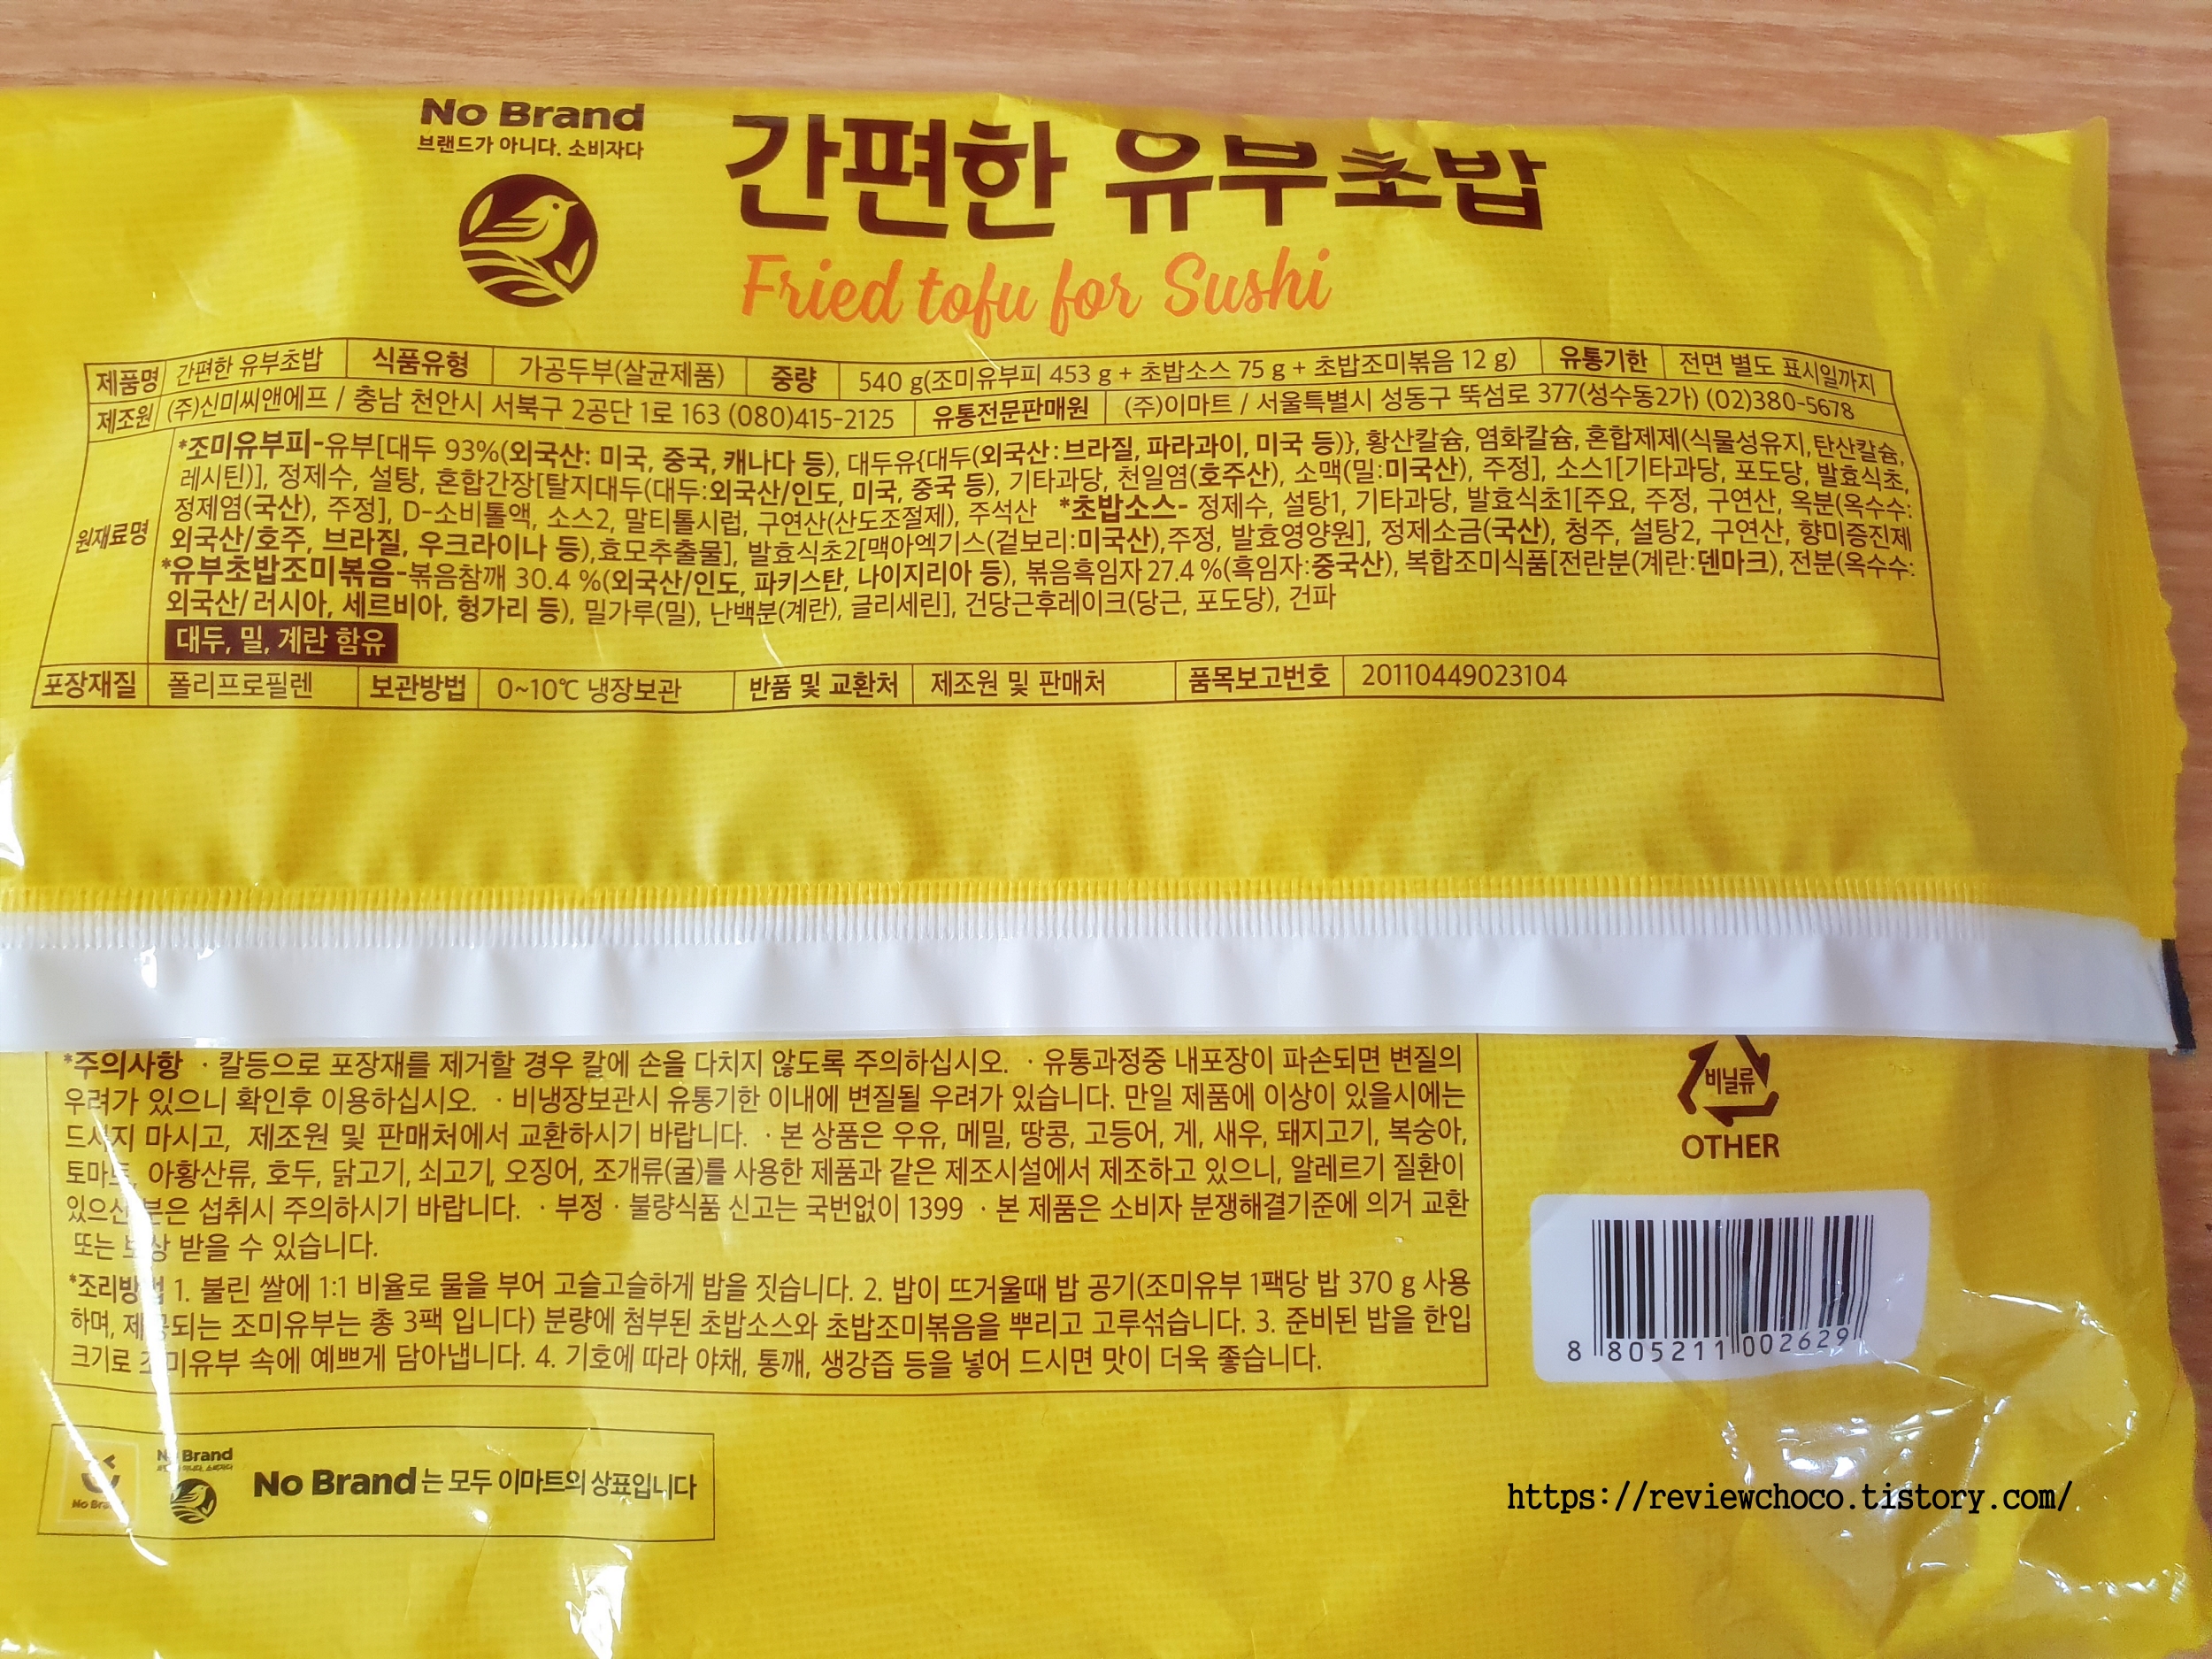 No Brand
브랜드가 아니다. 소비자다
간편한 유부초밥
Fried tofu for Sushi
제품명 간편한 유부초밥 식품유형 가공두부(살균제품) 중량 540 g(조미유부피 453 g + 초밥소스 75 g + 초밥조미볶음 12 g) 유통기한 전면 별도 표시일까지
제조원 (주)신미씨앤에프 / 충남 천안시 서북구 2공단 1로 163 (080)415-2125 유통전문판매원 (주)이마트 / 서울특별시 성동구 뚝섬로 377(성수동2가) (02)380-5678
원재료명
*조미유부피-유부[대두 93%(외국산: 미국, 중국, 캐나다 등), 대두유{대두(외국산:브라질, 파라과이, 미국 등)}, 황산칼슘, 염화칼슘, 혼합제제(식물성유지,탄산칼슘,
레시틴)], 정제수, 설탕, 혼합간장[탈지대두(대두:외국산/인도, 미국, 중국 등), 기타과당, 천일염(호주산), 소맥(밀:미국산), 주정], 소스1[기타과당, 포도당, 발효식초,
정제염(국산), 주정], D-소비톨액, 소스2, 말티톨시럽, 구연산(산도조절제), 주석산 *초밥소스- 정제수, 설탕1, 기타과당, 발효식초1[주요, 주정, 구연산, 옥분(옥수수:
외국산/호주, 브라질, 우크라이나 등),효모추출물], 발효식초2[맥아엑기스(겉보리:미국산),주정, 발효영양원], 정제소금(국산), 청주, 설탕2, 구연산, 향미증진제
*유부초밥조미볶음-볶음참깨 30.4 %(외국산/인도, 파키스탄, 나이지리아 등), 볶음흑임자 27.4 %(흑임자:중국산), 복합조미식품[전란분(계란:덴마크), 전분(옥수수:
외국산/ 러시아, 세르비아, 헝가리 등), 밀가루(밀), 난백분(계란), 글리세린], 건당근후레이크(당근, 포도당), 건파
대두, 밀, 계란 함유
포장재질 폴리프로필렌 보관방법 0~10℃ 냉장보관 반품 및 교환처 제조원 및 판매처 품목보고번호 20110449023104
*주의사항 · 칼등으로 포장재를 제거할 경우 칼에 손을 다치지 않도록 주의하십시오. · 유통과정중 내포장이 파손되면 변질의
우려가 있으니 확인후 이용하십시오. · 비냉장보관시 유통기한 이내에 변질될 우려가 있습니다. 만일 제품에 이상이 있을시에는
드시지 마시고, 제조원 및 판매처에서 교환하시기 바랍니다. · 본 상품은 우유, 메밀, 땅콩, 고등어, 게, 새우, 돼지고기, 복숭아,
토마토, 아황산류, 호두, 닭고기, 쇠고기, 오징어, 조개류(굴)를 사용한 제품과 같은 제조시설에서 제조하고 있으니, 알레르기 질환이
있으신 분은 섭취시 주의하시기 바랍니다. · 부정 · 불량식품 신고는 국번없이 1399 · 본 제품은 소비자 분쟁해결기준에 의거 교환
또는 보상 받을 수 있습니다.
*조리방법 1. 불린 쌀에 1:1 비율로 물을 부어 고슬고슬하게 밥을 짓습니다. 2. 밥이 뜨거울때 밥 공기(조미유부 1팩당 밥 370 g 사용
하며, 제공되는 조미유부는 총 3팩 입니다) 분량에 첨부된 초밥소스와 초밥조미볶음을 뿌리고 고루섞습니다. 3. 준비된 밥을 한입
크기로 조미유부 속에 예쁘게 담아냅니다. 4. 기호에 따라 야채, 통깨, 생강즙 등을 넣어 드시면 맛이 더욱 좋습니다.
비닐류
OTHER
8 805211 002629
No Brand
No Brand
No Brand는 모두 이마트의 상표입니다
https://reviewchoco.tistory.com/